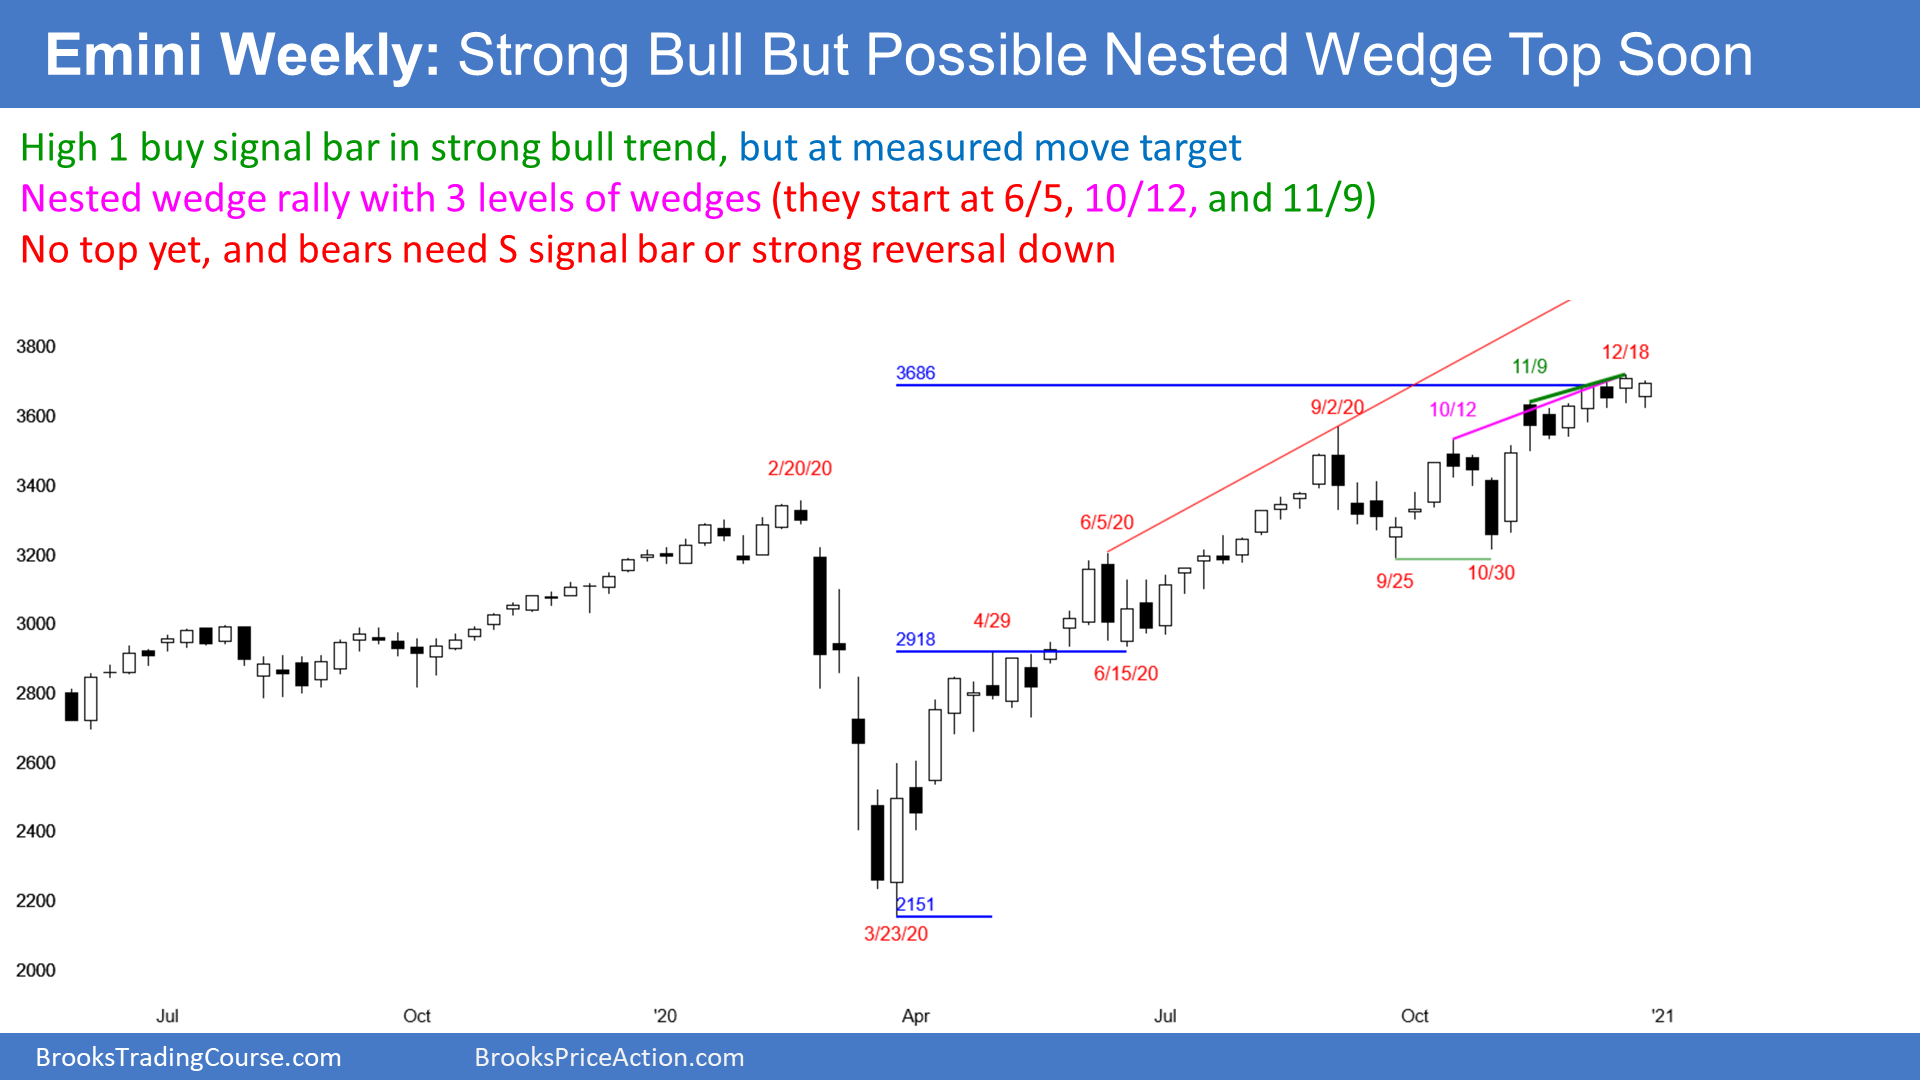 Emini Weekly: Strong Bull But Possible Nested Wedge Top Soon
High 1 buy signal bar in strong bull trend, but at measured move target
Nested wedge rally with 3 levels of wedges (they start at 6/5, 10/12, and 11/9)
No top yet, and bears need S signal bar or strong reversal down
3800
3600
3400
3200
3000
2800
2600
2400
2200
2000
2/20/20
3686
2918
2151
3/23/20
4/29
6/5/20
6/15/20
9/2/20
9/25
10/12
10/30
11/9
12/18
Jul
Oct
'20
Apr
Jul
Oct
'21
BrooksTradingCourse.com
BrooksPriceAction.com